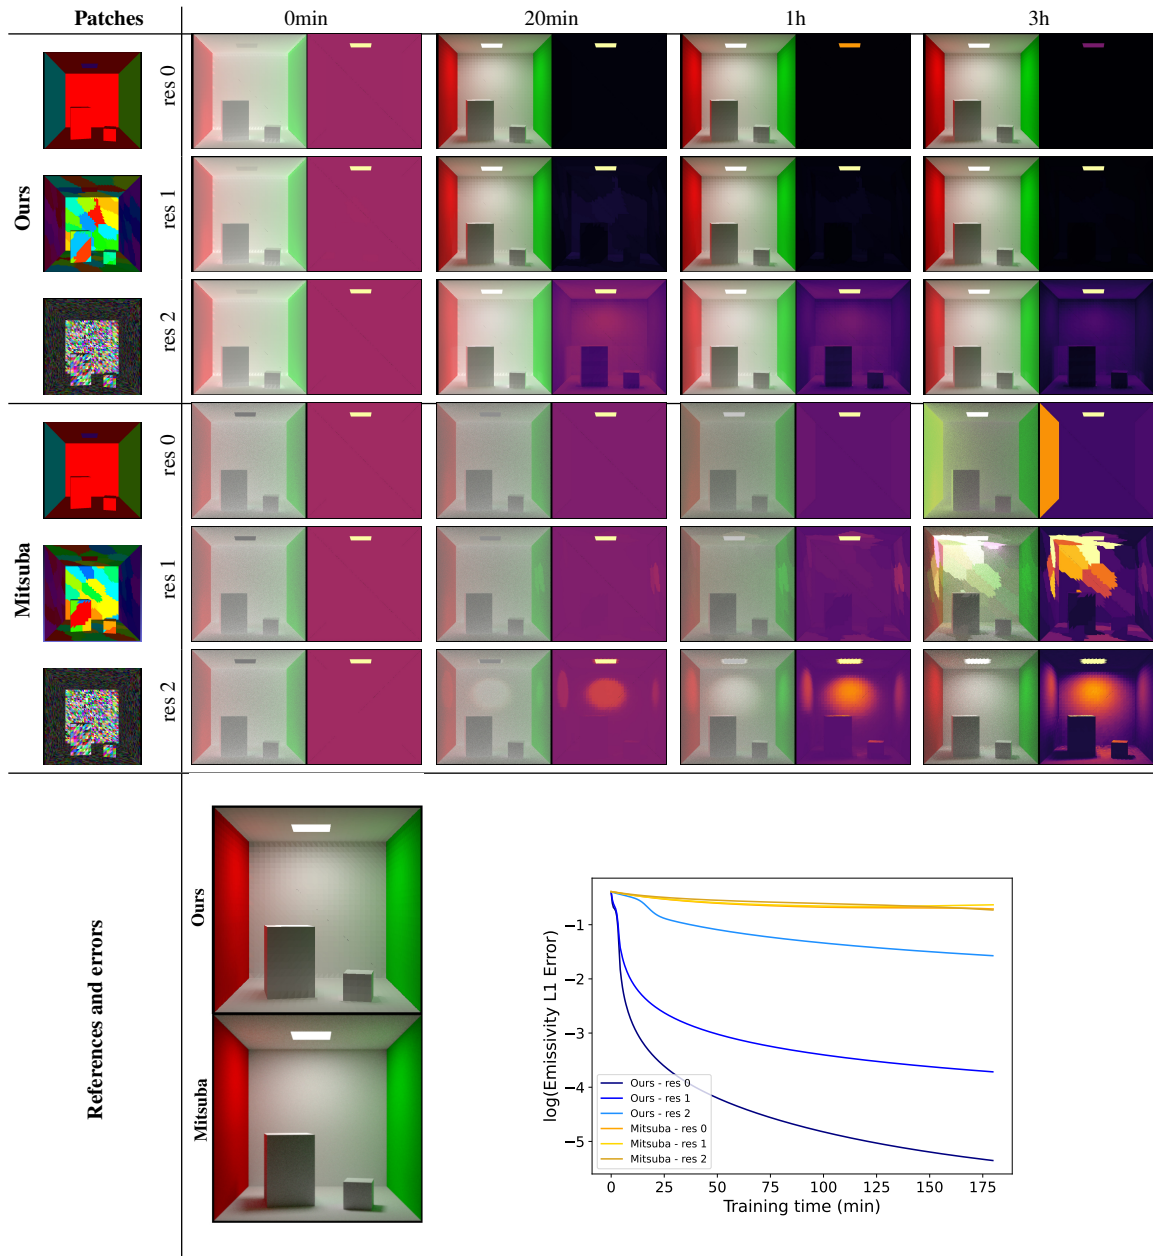 Patches 0min 20min 1h 3h
Ours
res 0
res 1
res 2
Mitsuba
res 0
res 1
res 2
References and errors
Ours
Mitsuba
log(Emissivity L1 Error)
−1
−2
−3
−4
−5
Ours - res 0
Ours - res 1
Ours - res 2
Mitsuba - res 0
Mitsuba - res 1
Mitsuba - res 2
0 25 50 75 100 125 150 175
Training time (min)